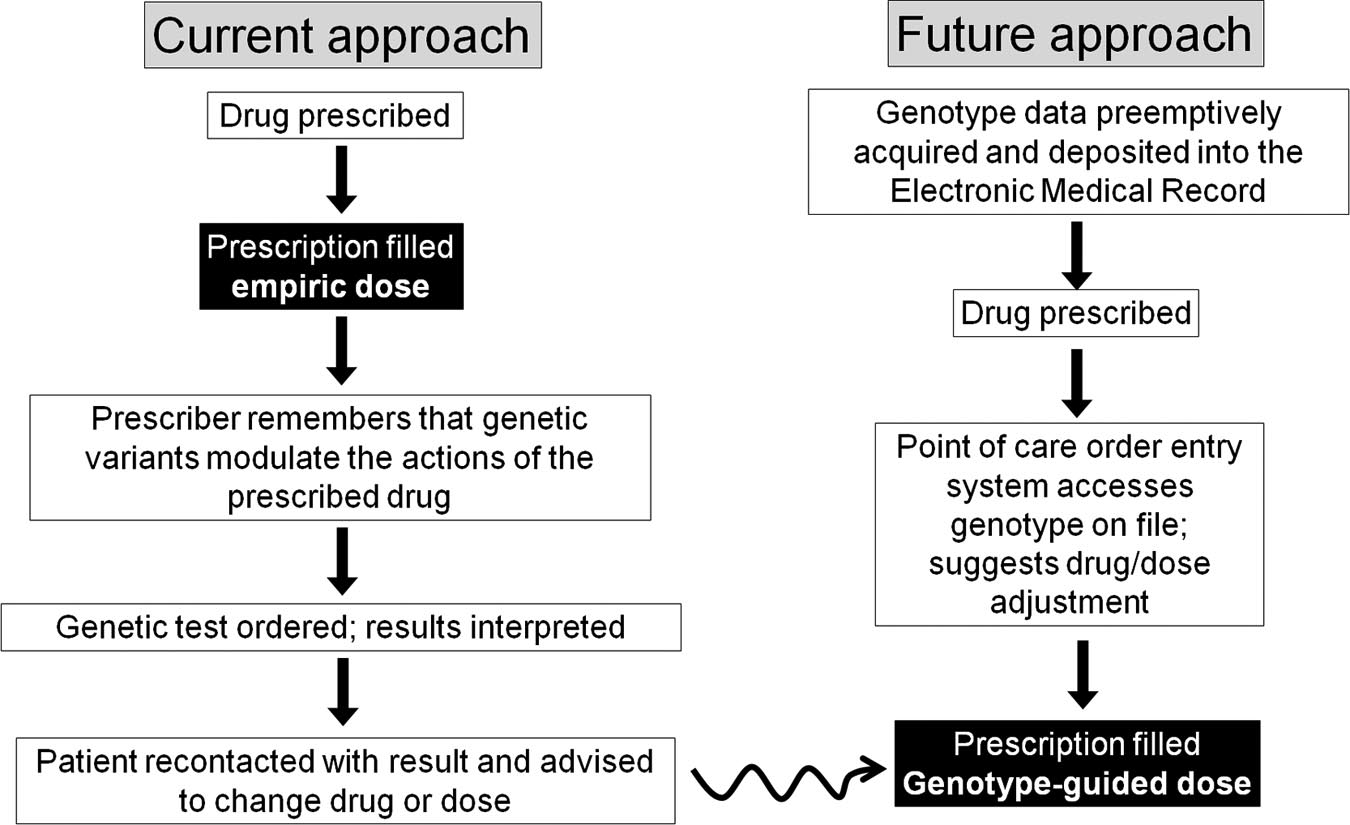 Current approach
Drug prescribed
Prescription filled
empiric dose
Prescriber remembers that genetic
variants modulate the actions of the
prescribed drug
Genetic test ordered; results interpreted
Patient recontacted with result and advised
to change drug or dose
Future approach
Genotype data preemptively
acquired and deposited into the
Electronic Medical Record
Drug prescribed
Point of care order entry
system accesses
genotype on file;
suggests drug/dose
adjustment
Prescription filled
Genotype-guided dose